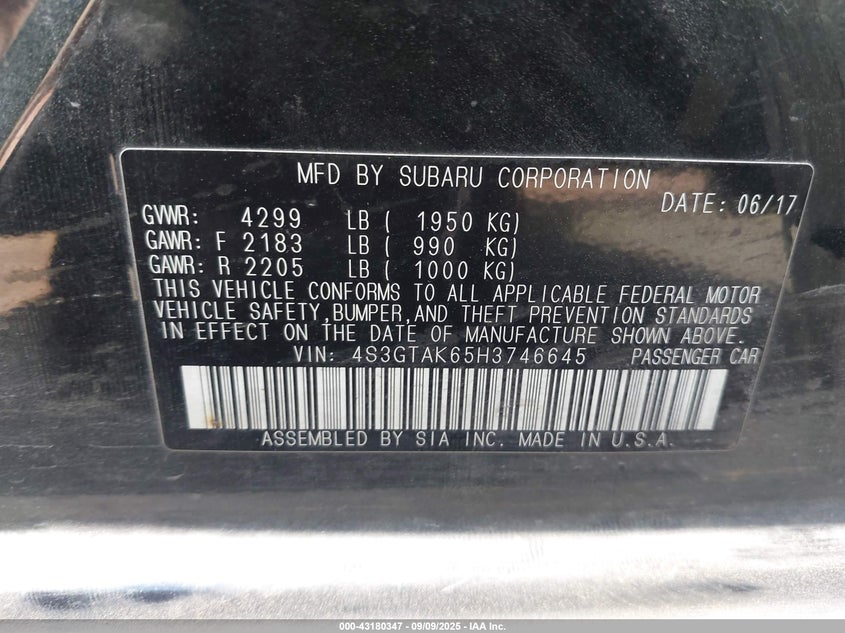 MFD BY SUBARU CORPORATION
DATE: 06/17
GVWR: 4299 LB ( 1950 KG)
GAWR: F 2183 LB ( 990 KG)
GAWR: R 2205 LB ( 1000 KG)
THIS VEHICLE CONFORMS TO ALL APPLICABLE FEDERAL MOTOR
VEHICLE SAFETY,BUMPER,AND THEFT PREVENTION STANDARDS
IN EFFECT ON THE DATE OF MANUFACTURE SHOWN ABOVE.
VIN: 4S3GTAK65H3746645 PASSENGER CAR
ASSEMBLED BY SIA INC. MADE IN U.S.A.
000-43180347 - 09/09/2025 - IAA Inc.